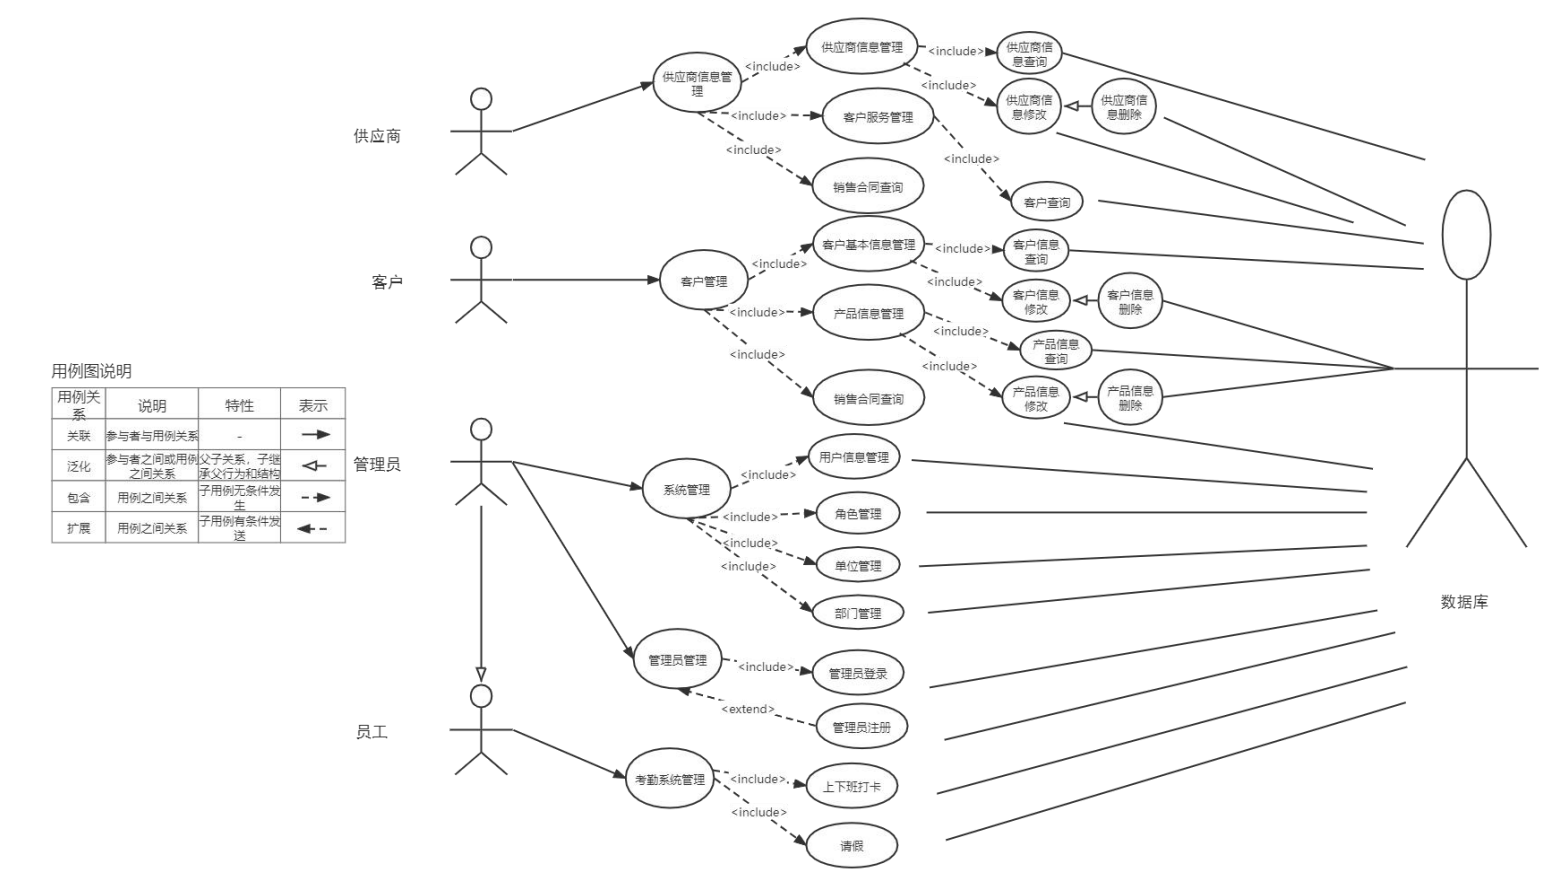 供应商
供应商信息管
理
<include>
<include>
<include>
供应商信息管理
客户服务管理
销售合同查询
<include>
<include>
<include>
供应商信
息查询
供应商信
息修改
供应商信
息删除
客户查询
客户
客户管理
<include>
<include>
<include>
客户基本信息管理
产品信息管理
销售合同查询
<include>
<include>
<include>
<include>
客户信息
查询
客户信息
修改
客户信息
删除
产品信息
查询
产品信息
修改
产品信息
删除
用例图说明
用例关
系
说明
特性
表示
关联
参与者与用例关系
-
泛化
参与者之间或用例
之间关系
父子关系，子继
承父行为和结构
包含
用例之间关系
子用例无条件发
生
扩展
用例之间关系
子用例有条件发
送
管理员
系统管理
<include>
<include>
<include>
<include>
用户信息管理
角色管理
单位管理
部门管理
管理员管理
<include>
<extend>
管理员登录
管理员注册
员工
考勤系统管理
<include>
<include>
上下班打卡
请假
数据库